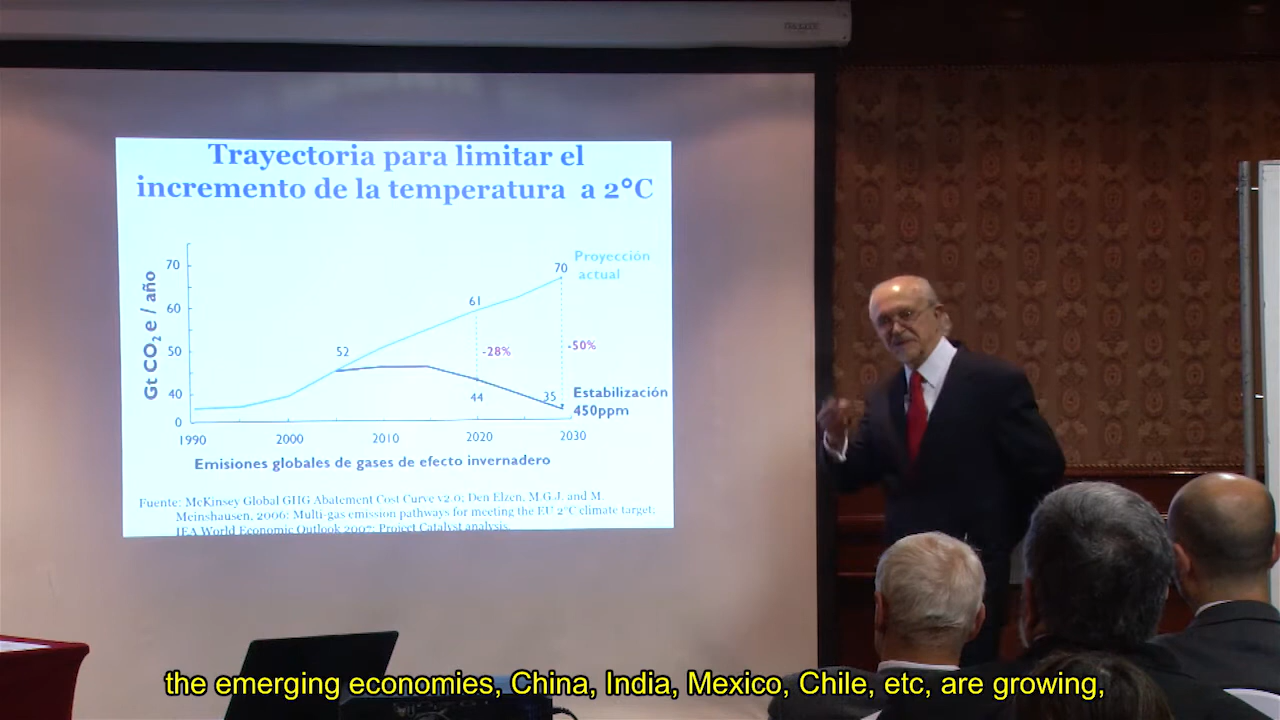 Trayectoria para limitar el
incremento de la temperatura a 2°C
Gt CO2 e / año
70
60
50
40
0
1990
2000
2010
2020
2030
52
61
70
Proyección
actual
-28%
-50%
44
35
Estabilización
450ppm
Emisiones globales de gases de efecto invernadero
Fuente: McKinsey Global GHG Abatement Cost Curve v2.0; Den Elzen, M.G.J. and M.
Meinshausen, 2006: Multi-gas emission pathways for meeting the EU 2°C climate target;
IEA World Economic Outlook 2007; Project Catalyst analysis.
the emerging economies, China, India, Mexico, Chile, etc, are growing,